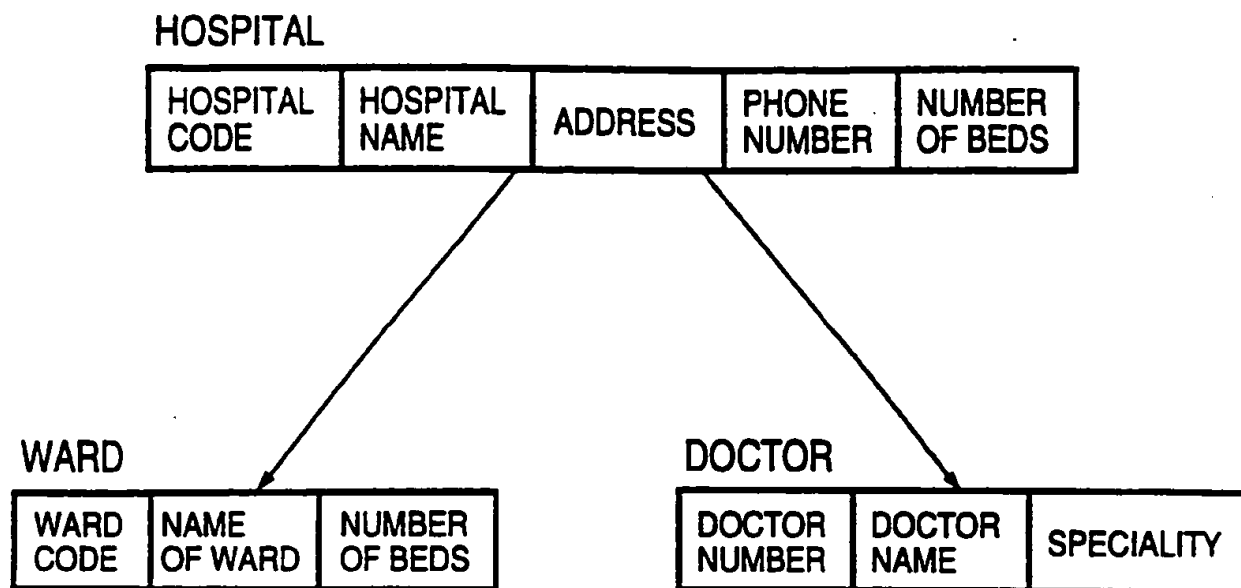 HOSPITAL
HOSPITAL CODE
HOSPITAL NAME
ADDRESS
PHONE NUMBER
NUMBER OF BEDS
WARD
WARD CODE
NAME OF WARD
NUMBER OF BEDS
DOCTOR
DOCTOR NUMBER
DOCTOR NAME
SPECIALITY